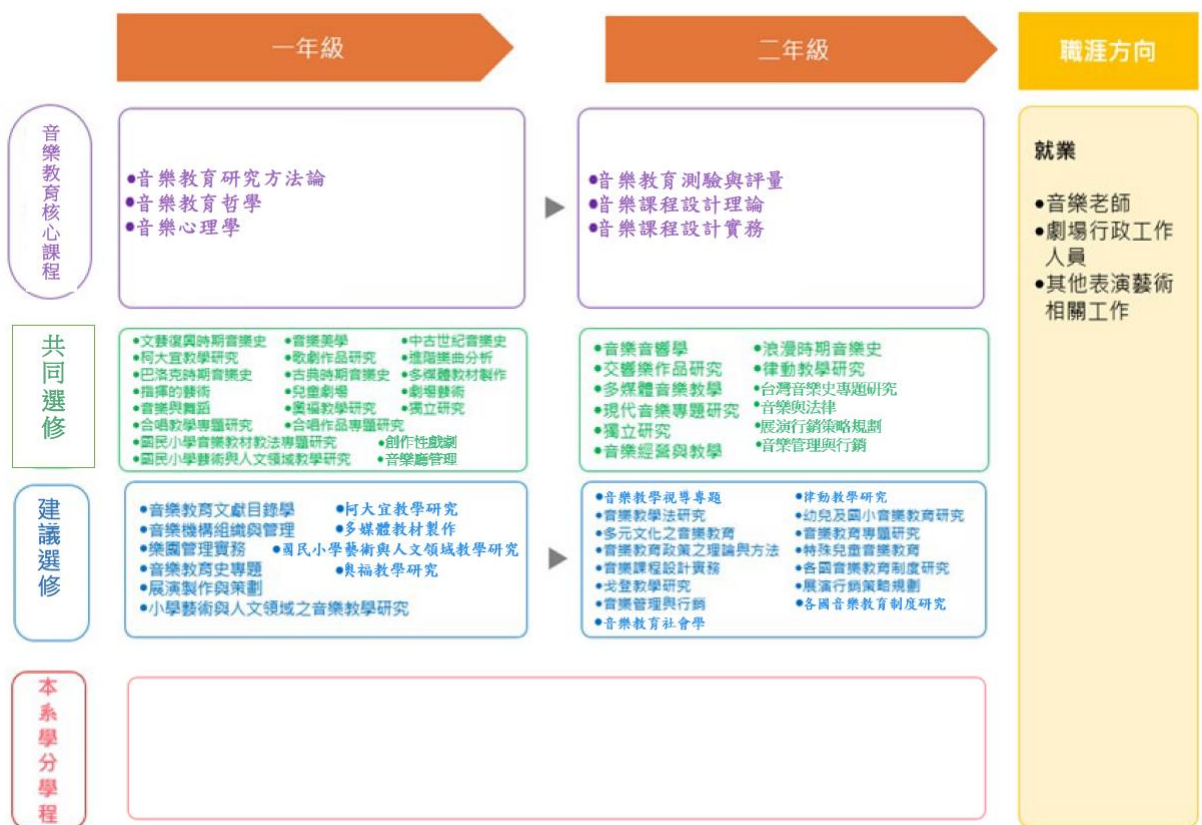 一年級
二年級
職涯方向
音樂教育核心課程
●音樂教育研究方法論
●音樂教育哲學
●音樂心理學
●音樂教育測驗與評量
●音樂課程設計理論
●音樂課程設計實務
就業
●音樂老師
●劇場行政工作
人員
●其他表演藝術
相關工作
共同選修
●文藝復興時期音樂史 ●音樂美學 ●中古世紀音樂史
●柯大宜教學研究 ●歌劇作品研究 ●進階樂曲分析
●巴洛克時期音樂史 ●古典時期音樂史 ●多媒體教材製作
●指揮的藝術 ●兒童劇場 ●劇場藝術
●音樂與舞蹈 ●奧福教學研究 ●獨立研究
●合唱教學專題研究 ●合唱作品專題研究
●國民小學音樂教材教法專題研究 ●創作性戲劇
●國民小學藝術與人文領域教學研究 ●音樂廳管理
●音樂音響學 ●浪漫時期音樂史
●交響樂作品研究 ●律動教學研究
●多媒體音樂教學 ●台灣音樂史專題研究
●現代音樂專題研究 ●音樂與法律
●獨立研究 ●展演行銷策略規劃
●音樂經營與教學 ●音樂管理與行銷
建議選修
●音樂教育文獻目錄學 ●柯大宜教學研究
●音樂機構組織與管理 ●多媒體教材製作
●樂團管理實務 ●國民小學藝術與人文領域教學研究
●音樂教育史專題 ●奧福教學研究
●展演製作與策劃
●小學藝術與人文領域之音樂教學研究
●音樂教學視導專題 ●律動教學研究
●音樂教學法研究 ●幼兒及國小音樂教育研究
●多元文化之音樂教育 ●音樂教育專題研究
●音樂教育政策之理論與方法 ●特殊兒童音樂教育
●音樂課程設計實務 ●各國音樂教育制度研究
●戈登教學研究 ●展演行銷策略規劃
●音樂管理與行銷 ●各國音樂教育制度研究
●音樂教育社會學
本系學分學程